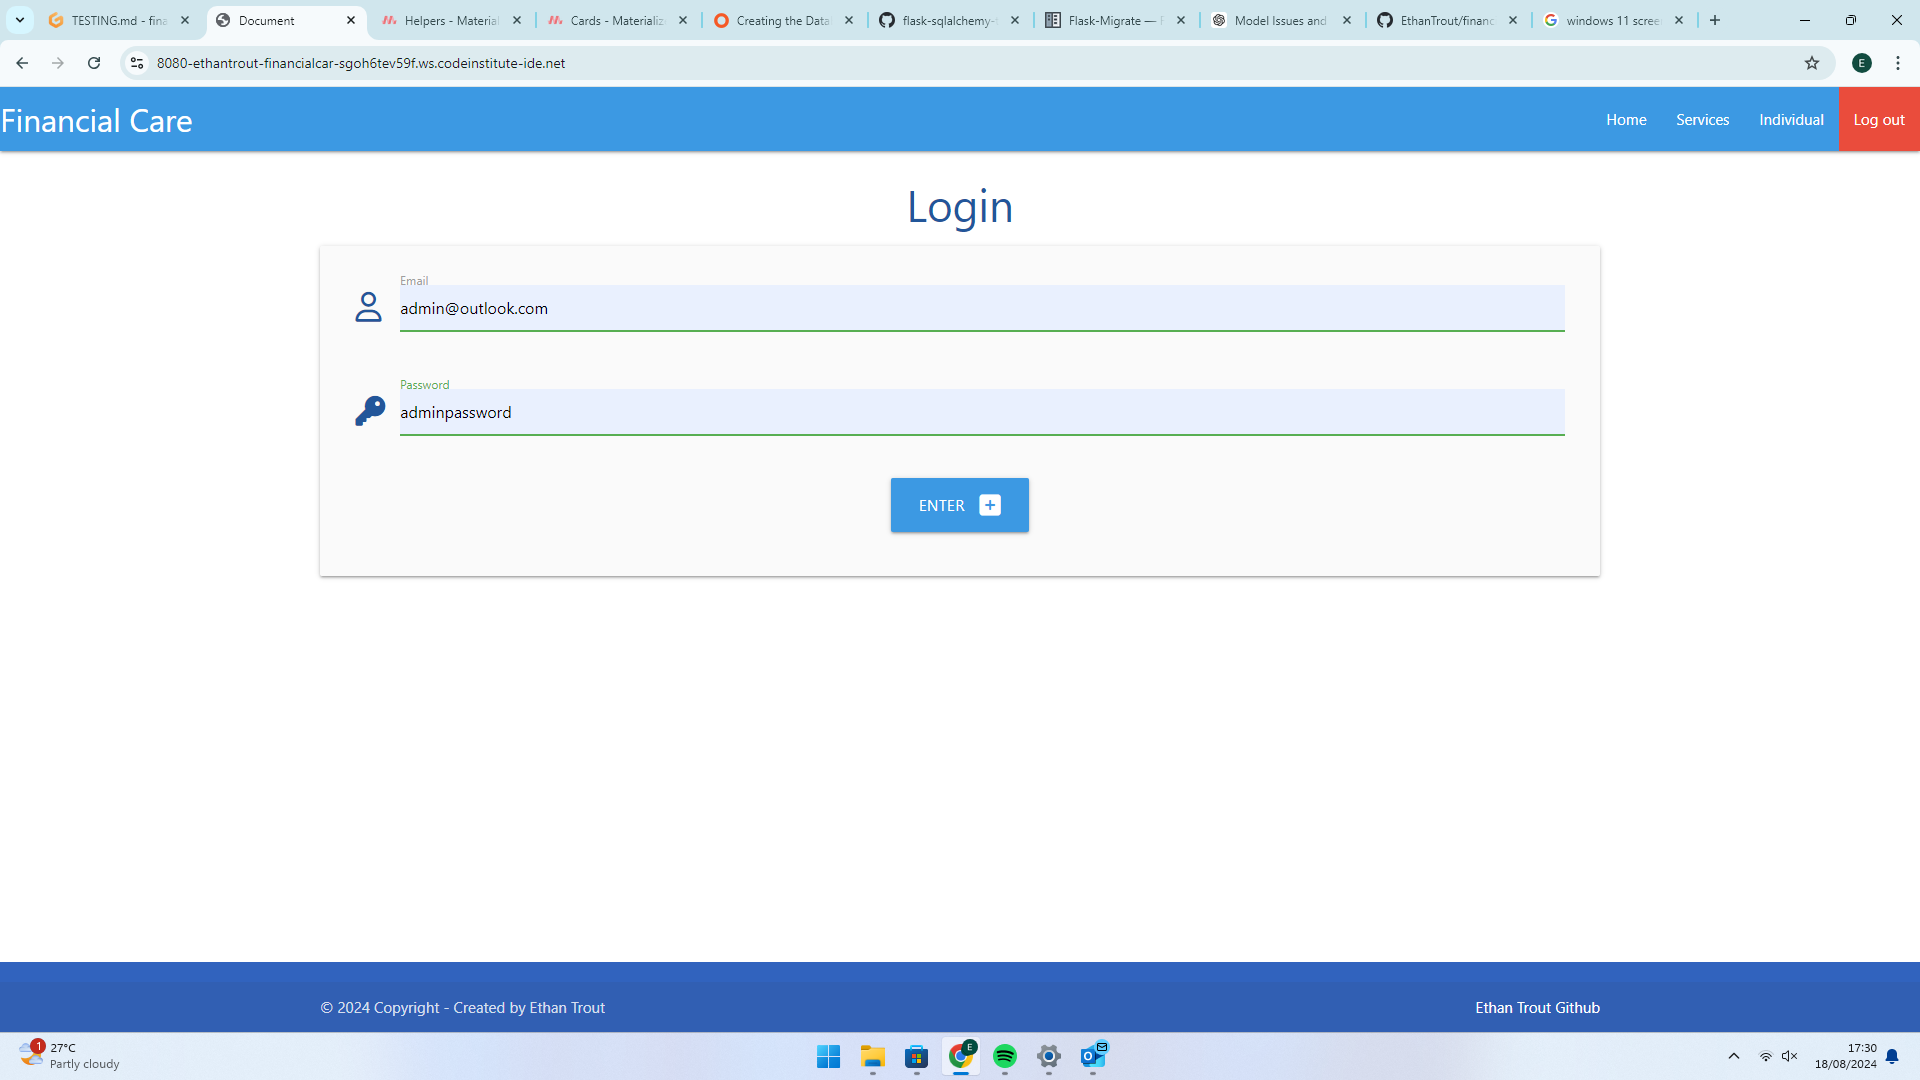 TESTING.md - fina
Document
Helpers - Material
Cards - Materializ
Creating the Data
flask-sqlalchemy-
Flask-Migrate —
Model Issues and
EthanTrout/financ
windows 11 scree
8080-ethantrout-financialcar-sgoh6tev59f.ws.codeinstitute-ide.net
E
Financial Care
Home
Services
Individual
Log out
Login
Email
admin@outlook.com
Password
adminpassword
ENTER
© 2024 Copyright - Created by Ethan Trout
Ethan Trout Github
1
27°C
Partly cloudy
E
17:30
18/08/2024